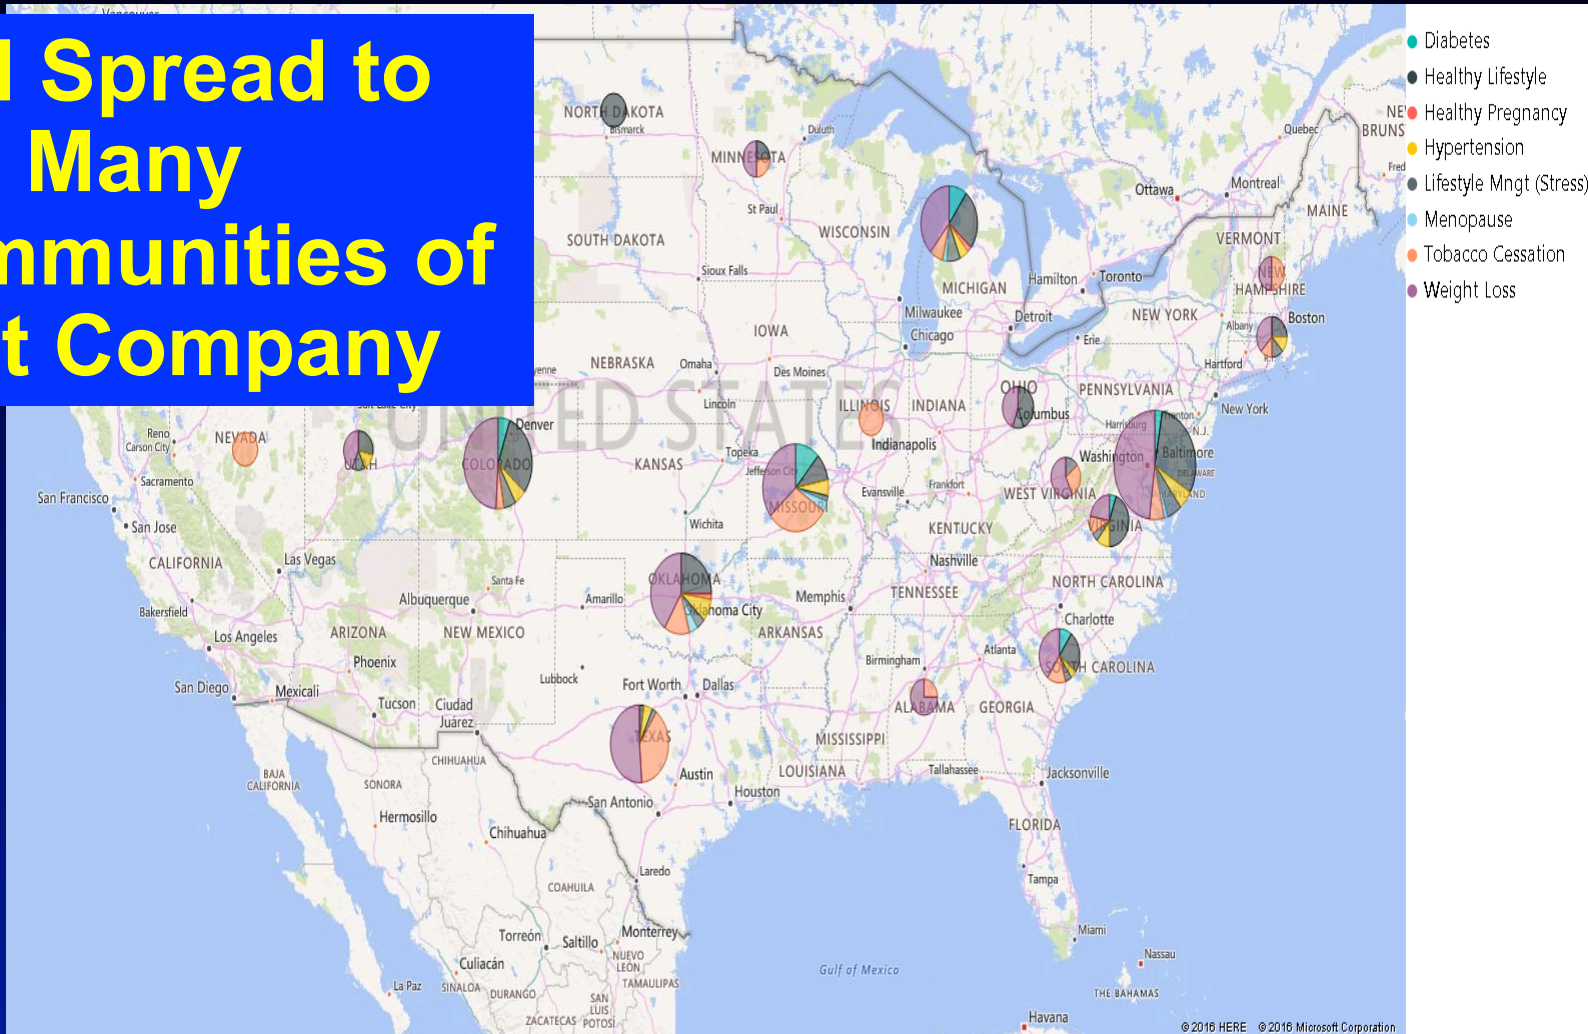 Vancouver
l Spread to
Many
mmunities of
t Company
Diabetes
Healthy Lifestyle
Healthy Pregnancy
Hypertension
Lifestyle Mngt (Stress)
Menopause
Tobacco Cessation
Weight Loss
NORTH DAKOTA
Bismarck
Duluth
MINNESOTA
St Paul
WISCONSIN
SOUTH DAKOTA
Sioux Falls
MICHIGAN
Milwaukee
Chicago
Detroit
Hamilton
Toronto
Ottawa
Montreal
Quebec
NE
BRUNS
Fred
MAINE
VERMONT
NEW
HAMPSHIRE
Boston
Albany
Hartford
R.I.
NEW YORK
Erie
PENNSYLVANIA
New York
Trenton
N.J.
Harrisburg
IOWA
Des Moines
NEBRASKA
Omaha
Lincoln
enne
Salt Lake City
UNITED STATES
ILLINOIS
INDIANA
Indianapolis
OHIO
Columbus
Washington
Baltimore
DELAWARE
MARYLAND
WEST VIRGINIA
VIRGINIA
Reno
Carson City
NEVADA
UTAH
COLORADO
Denver
KANSAS
Topeka
Jefferson City
MISSOURI
Evansville
Frankfort
KENTUCKY
Sacramento
San Francisco
San Jose
CALIFORNIA
Las Vegas
Bakersfield
Los Angeles
San Diego
Mexicali
ARIZONA
Phoenix
Tucson
Santa Fe
Albuquerque
NEW MEXICO
Wichita
Amarillo
OKLAHOMA
Oklahoma City
Lubbock
Fort Worth
Dallas
TEXAS
Austin
San Antonio
Houston
Laredo
Memphis
ARKANSAS
Nashville
TENNESSEE
NORTH CAROLINA
Charlotte
SOUTH CAROLINA
Atlanta
Birmingham
ALABAMA
GEORGIA
MISSISSIPPI
LOUISIANA
Tallahassee
Jacksonville
FLORIDA
Tampa
Miami
Nassau
THE BAHAMAS
Havana
Gulf of Mexico
Ciudad
Juárez
CHIHUAHUA
Chihuahua
BAJA
CALIFORNIA
SONORA
Hermosillo
COAHUILA
Torreón
Saltillo
Monterrey
NUEVO
LEÓN
TAMAULIPAS
Culiacán
SINALOA
DURANGO
La Paz
ZACATECAS
SAN
LUIS
POTOSÍ
© 2016 HERE © 2016 Microsoft Corporation